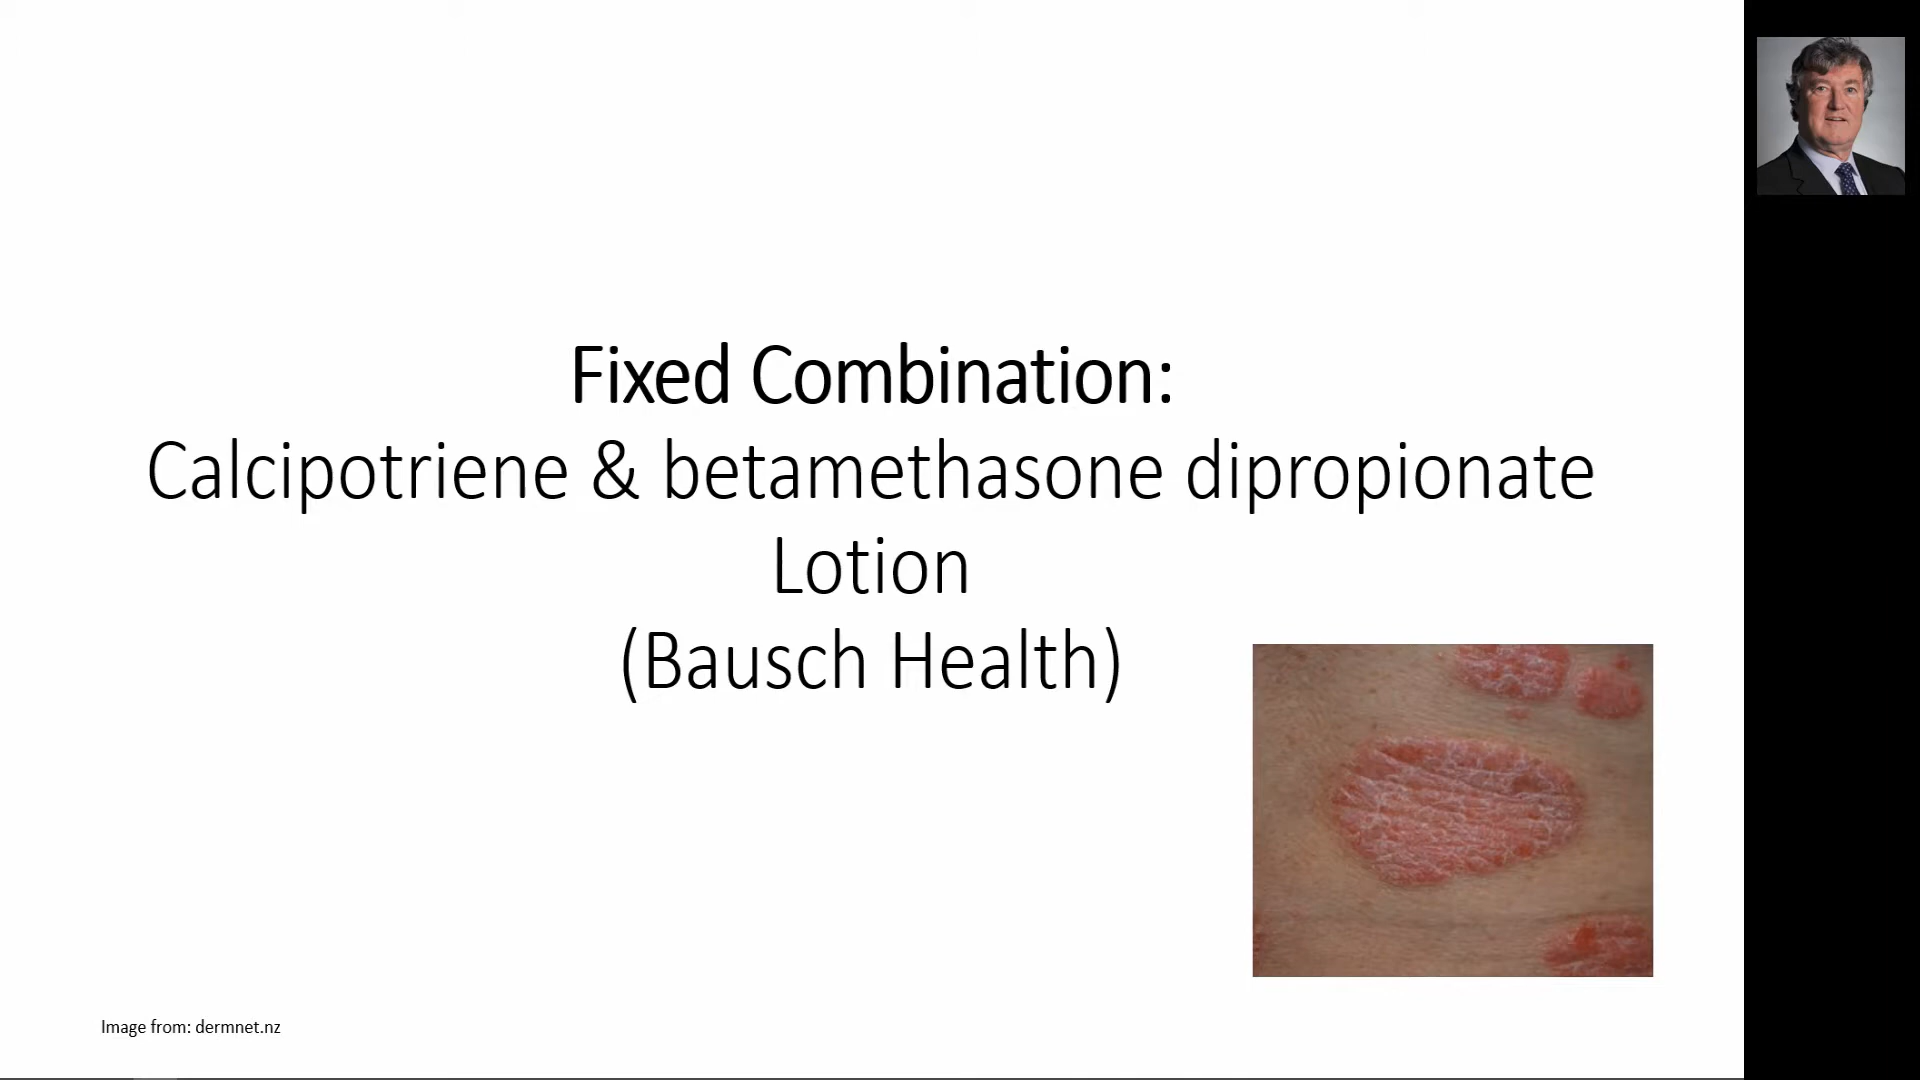 Fixed Combination:
Calcipotriene & betamethasone dipropionate
Lotion
(Bausch Health)
Image from: dermnet.nz